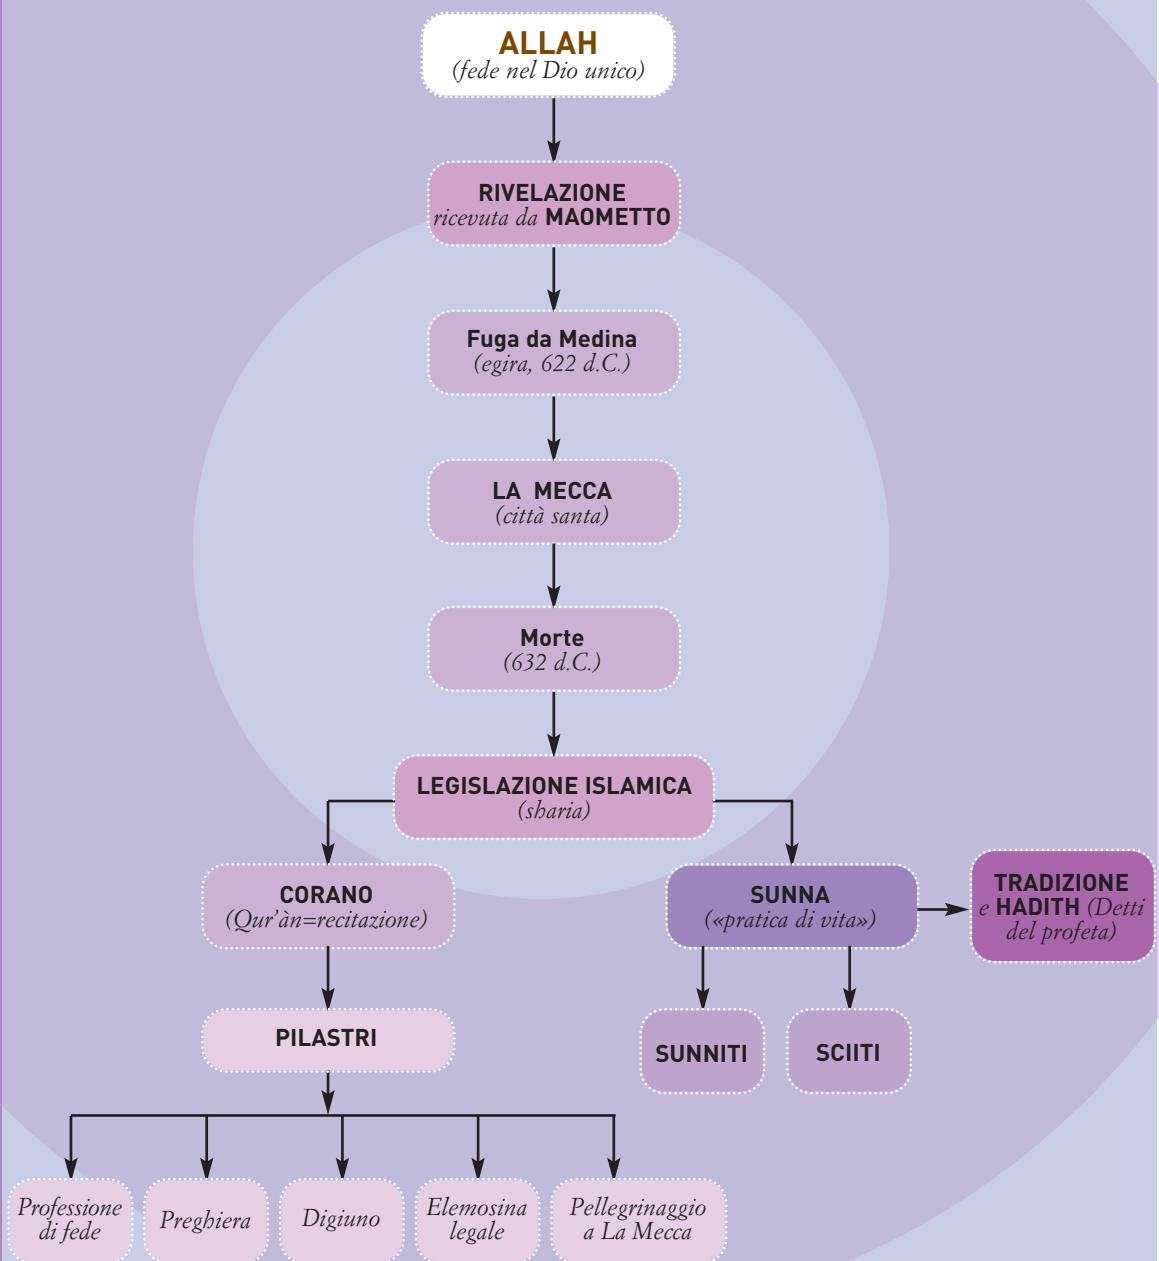 ALLAH
(fede nel Dio unico)
RIVELAZIONE
ricevuta da MAOMETTO
Fuga da Medina
(egira, 622 d.C.)
LA MECCA
(città santa)
Morte
(632 d.C.)
LEGISLAZIONE ISLAMICA
(sharia)
CORANO
(Qur'àn=recitazione)
SUNNA
(«pratica di vita»)
TRADIZIONE
e HADITH (Detti
del profeta)
PILASTRI
SUNNITI
SCIITI
Professione
di fede
Preghiera
Digiuno
Elemosina
legale
Pellegrinaggio
a La Mecca